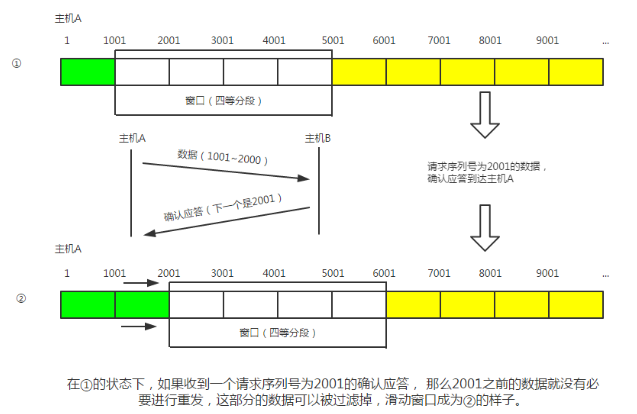 主机A
1 1001 2001 3001 4001 5001 6001 7001 8001 9001 ...
①
窗口（四等分段）
主机A 主机B
数据（1001~2000）
确认应答（下一个是2001）
请求序列号为2001的数据，
确认应答到达主机A
主机A
1 1001 2001 3001 4001 5001 6001 7001 8001 9001 ...
②
窗口（四等分段）
在①的状态下，如果收到一个请求序列号为2001的确认应答， 那么2001之前的数据就没有必
要进行重发，这部分的数据可以被过滤掉，滑动窗口成为②的样子。